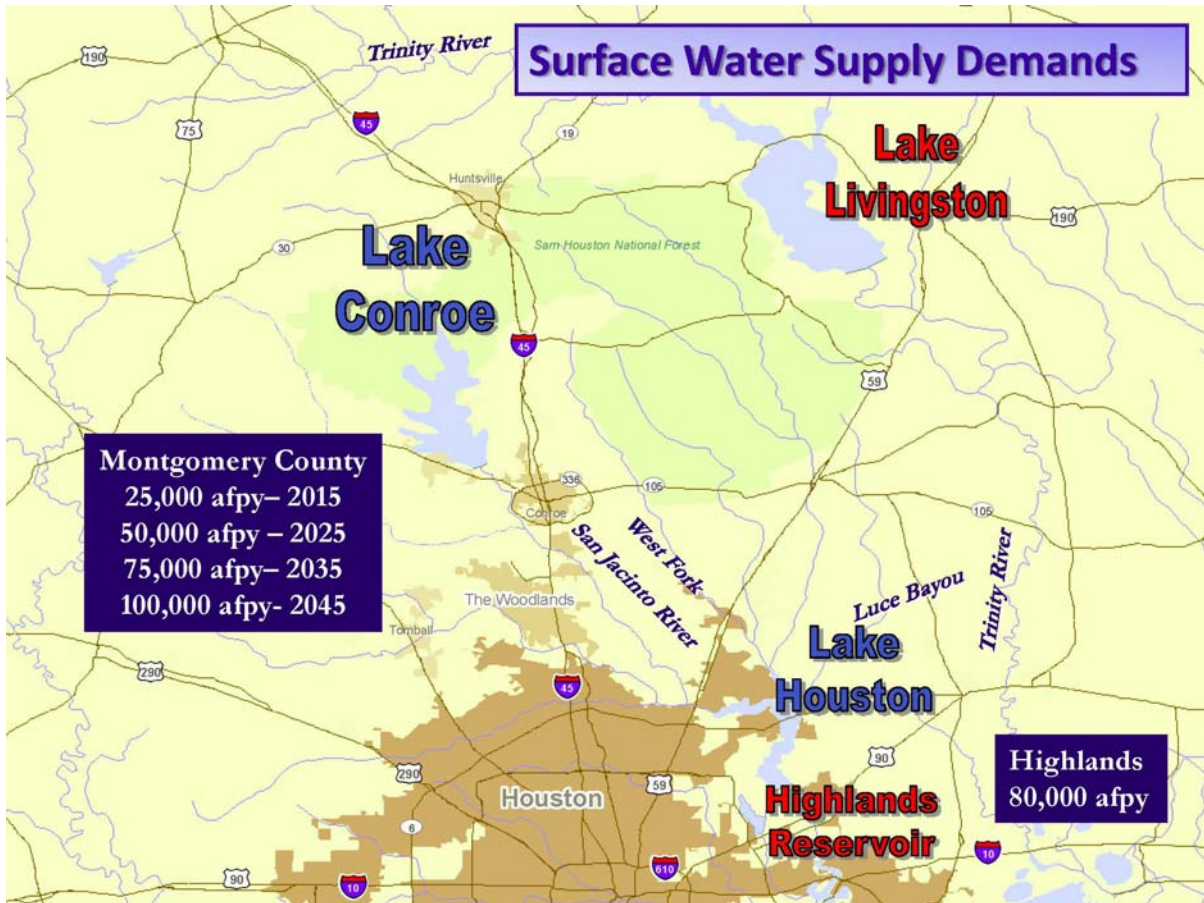 Surface Water Supply Demands
Trinity River
190
75
45
19
Huntsville
Lake
Livingston
190
30
Sam Houston National Forest
Lake
Conroe
45
59
Montgomery County
25,000 afpy– 2015
50,000 afpy – 2025
75,000 afpy– 2035
100,000 afpy- 2045
336
105
Conroe
105
West Fork
San Jacinto River
Luce Bayou
Trinity River
The Woodlands
Tomball
Lake
Houston
290
45
90
Highlands
80,000 afpy
290
59
Houston
Highlands
Reservoir
6
90
10
610
10